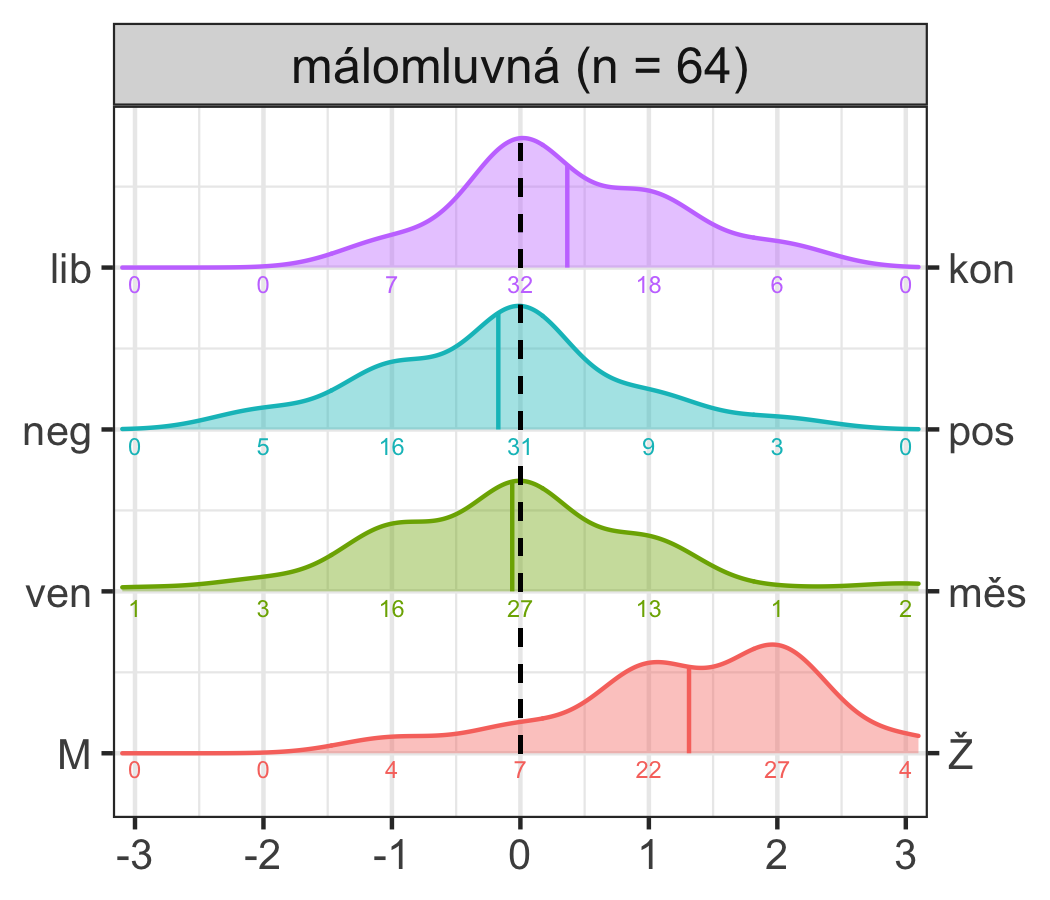 málomluvná (n = 64)
lib kon
0 0 7 32 18 6 0
neg pos
0 5 16 31 9 3 0
ven měs
1 3 16 27 13 1 2
M Ž
0 0 4 7 22 27 4
-3 -2 -1 0 1 2 3